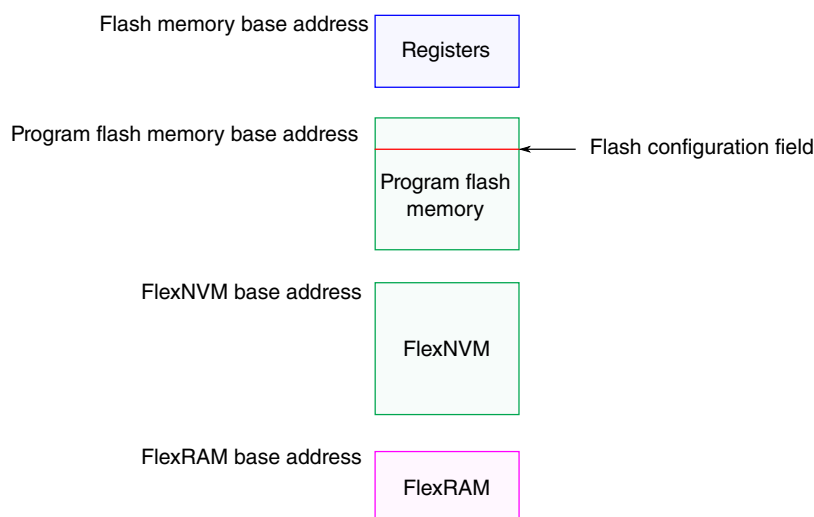 Flash memory base address
Registers
Program flash memory base address
Flash configuration field
Program flash
memory
FlexNVM base address
FlexNVM
FlexRAM base address
FlexRAM